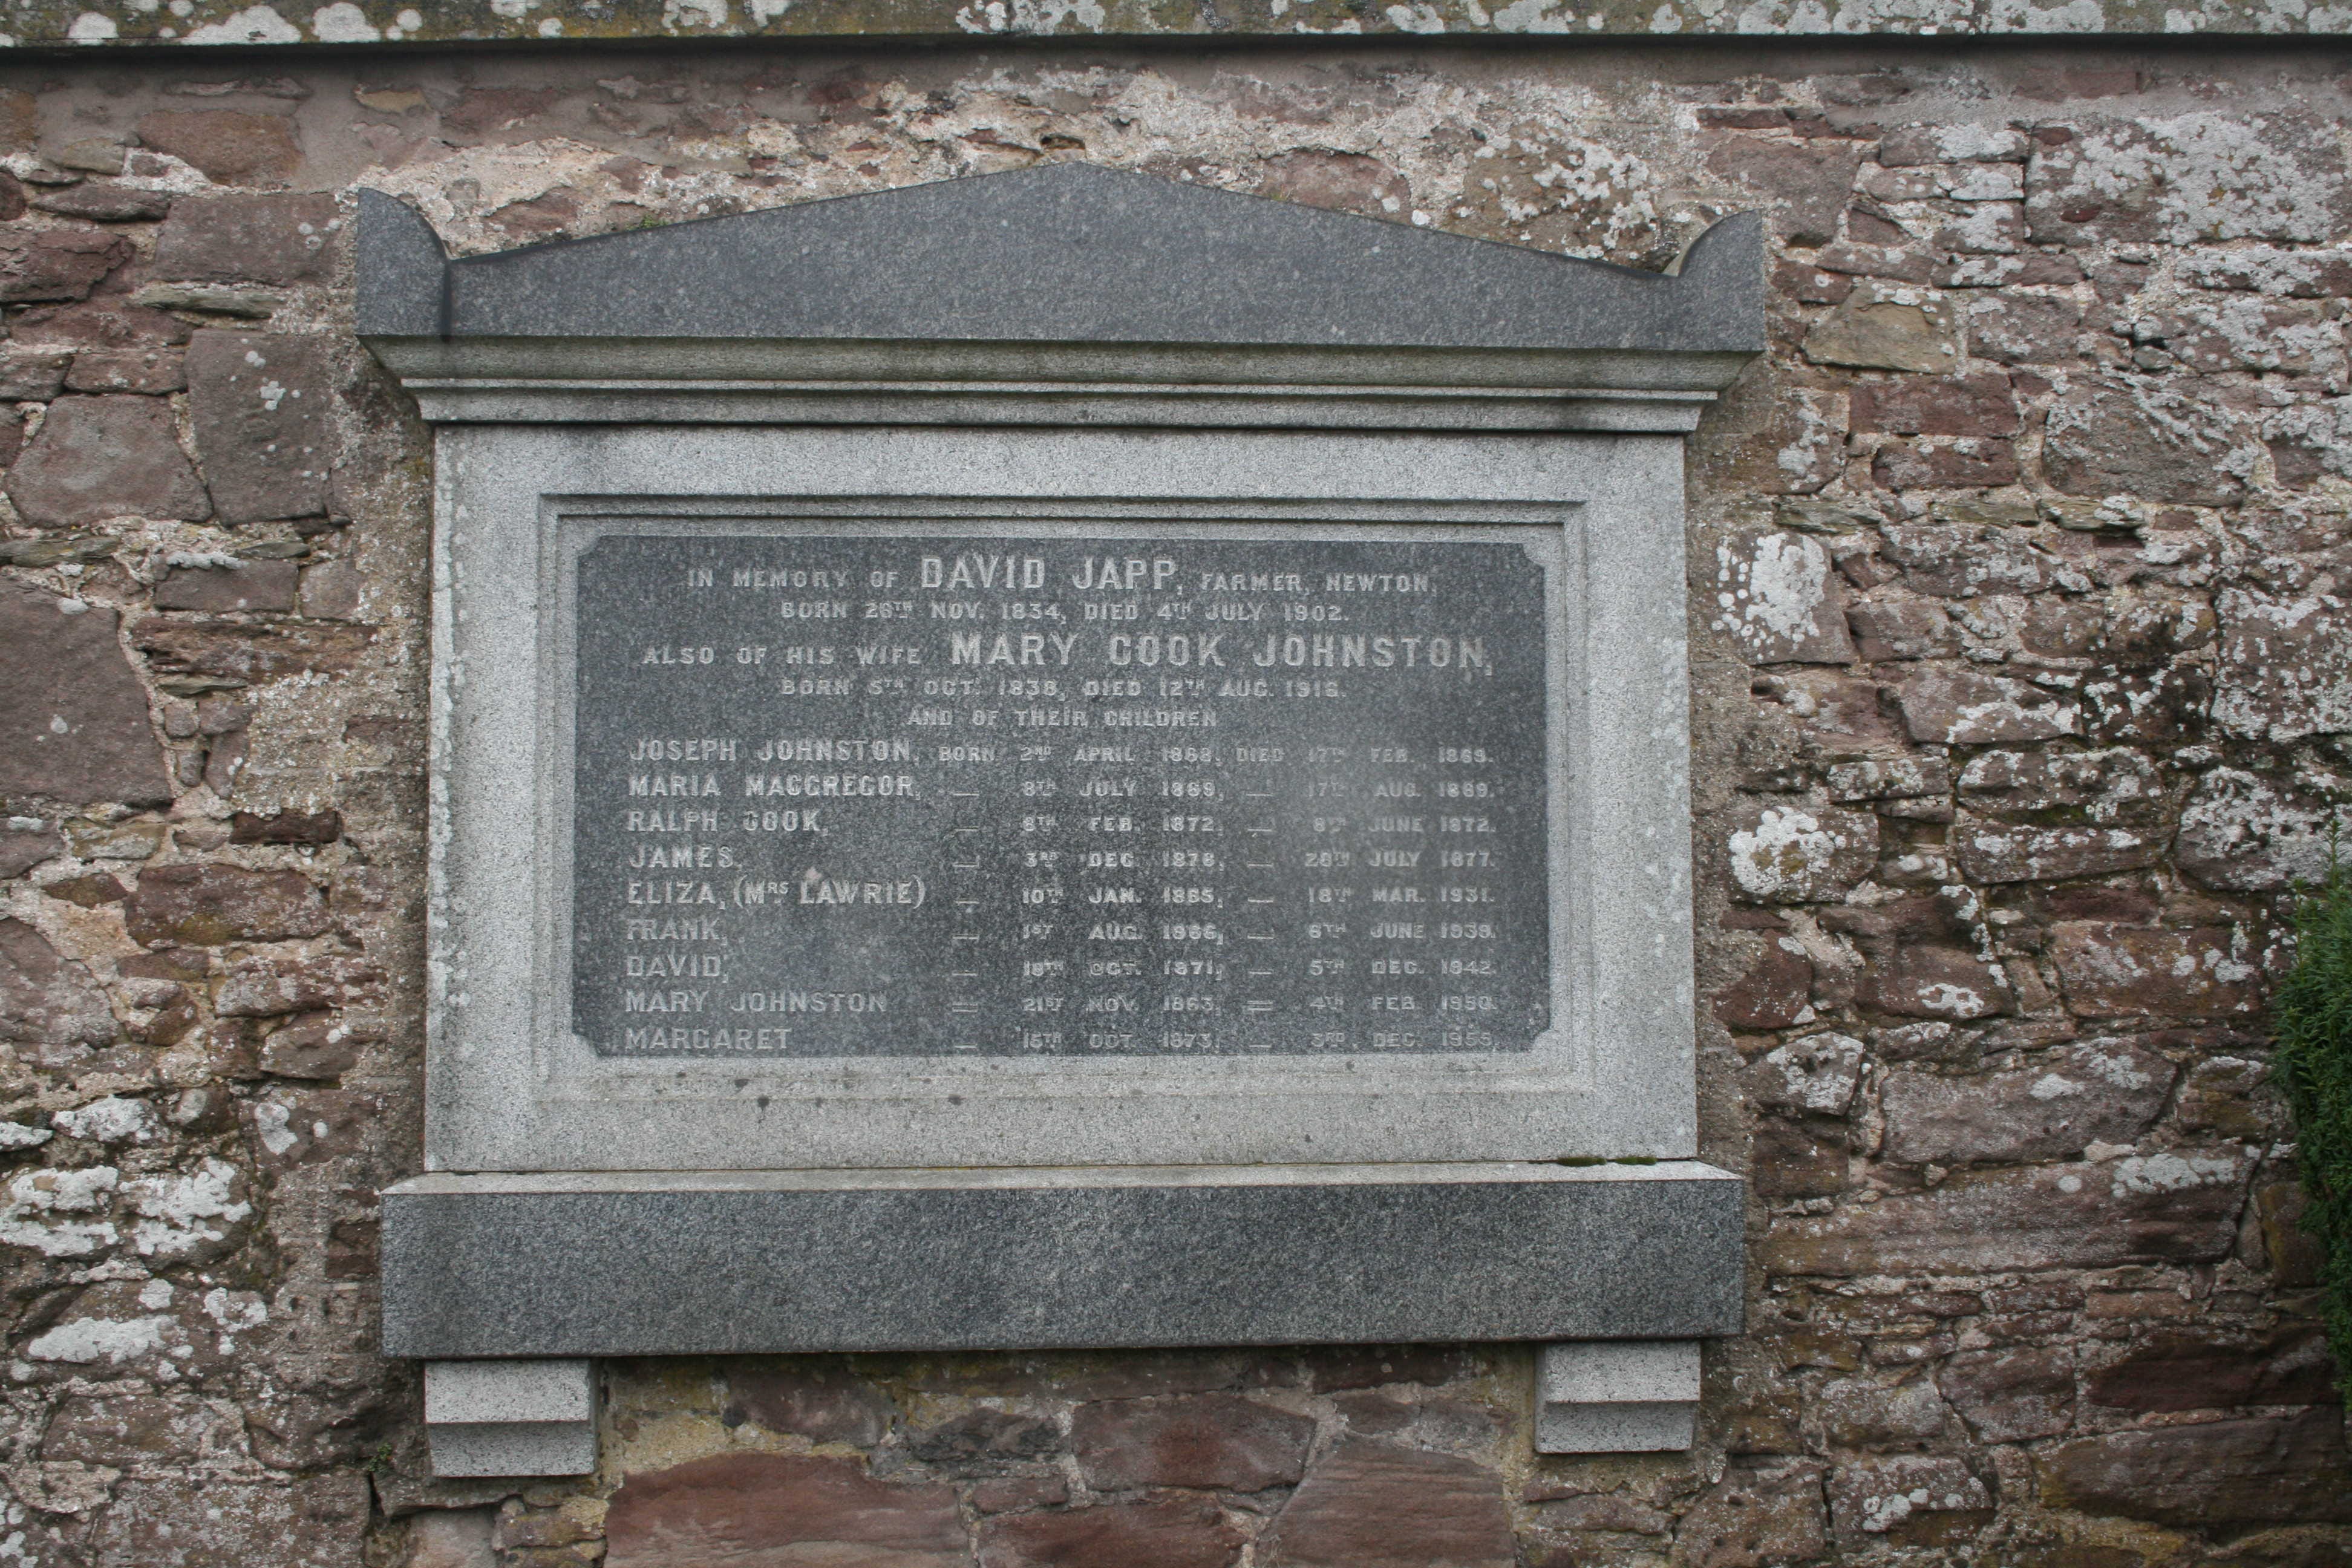 IN MEMORY OF DAVID JAPP, FARMER, NEWTON,
BORN 26TH NOV. 1834, DIED 4TH JULY 1902.
ALSO OF HIS WIFE MARY COOK JOHNSTON,
BORN 5TH OCT. 1838, DIED 12TH AUG. 1916.
AND OF THEIR CHILDREN
JOSEPH JOHNSTON, BORN 2ND APRIL 1868, DIED 17TH FEB. 1869.
MARIA MACGREGOR, — 8TH JULY 1869, — 17TH AUG. 1869.
RALPH COOK, — 8TH FEB. 1872, — 8TH JUNE 1872.
JAMES, — 3RD DEC. — 28TH JULY 1877.
ELIZA, (MRS LAWRIE) — 10TH JAN. 1865, — 18TH MAR. 1931.
FRANK, — 1ST AUG. 1866, — 6TH JUNE 1939.
DAVID, — 18TH OCT. 1871, — 5TH DEC. 1942.
MARY JOHNSTON — 21ST NOV. 1863, — 4TH FEB. 1950.
MARGARET — 15TH OCT. 1873, — 3RD DEC. 1955.